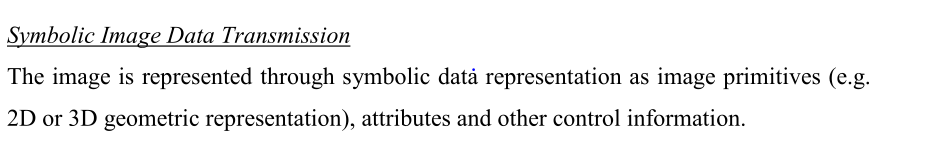 Symbolic Image Data Transmission
The image is represented through symbolic data representation as image primitives (e.g.
2D or 3D geometric representation), attributes and other control information.